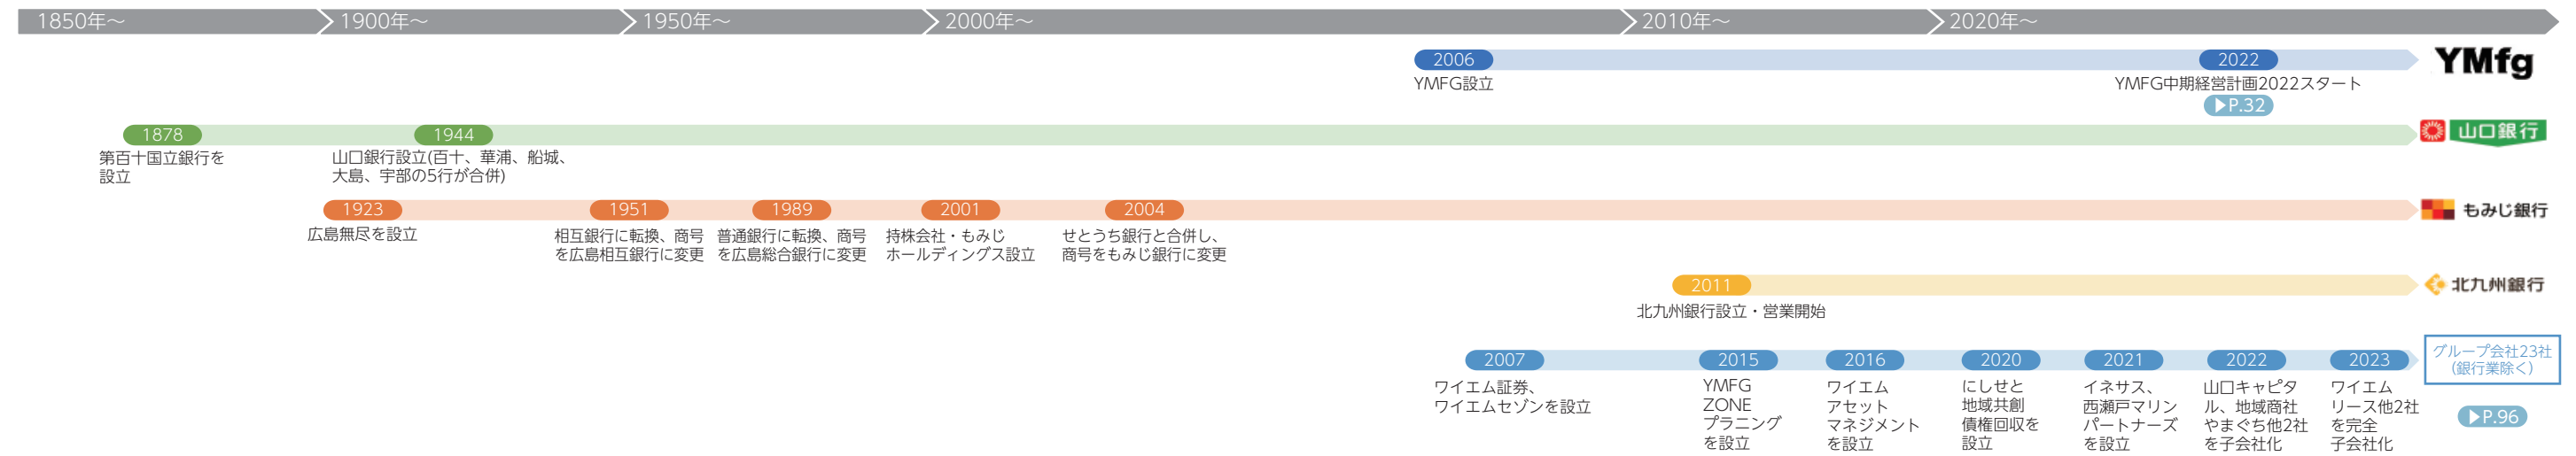 1850年～
1900年～
1950年～
2000年～
2010年～
2020年～
2006
YMFG設立
2022
YMFG中期経営計画2022スタート
▶P.32
YMfg
1878
第百十国立銀行を
設立
1944
山口銀行設立(百十、華浦、船城、
大島、宇部の5行が合併)
山口銀行
1923
広島無尽を設立
1951
相互銀行に転換、商号
を広島相互銀行に変更
1989
普通銀行に転換、商号
を広島総合銀行に変更
2001
持株会社・もみじ
ホールディングス設立
2004
せとうち銀行と合併し、
商号をもみじ銀行に変更
もみじ銀行
2011
北九州銀行設立・営業開始
北九州銀行
2007
ワイエム証券、
ワイエムセゾンを設立
2015
YMFG
ZONE
プラニング
を設立
2016
ワイエム
アセット
マネジメント
を設立
2020
にしせと
地域共創
債権回収を
設立
2021
イネサス、
西瀬戸マリン
パートナーズ
を設立
2022
山口キャピタ
ル、地域商社
やまぐち他2社
を子会社化
2023
ワイエム
リース他2社
を完全
子会社化
グループ会社23社
（銀行業除く）
▶P.96